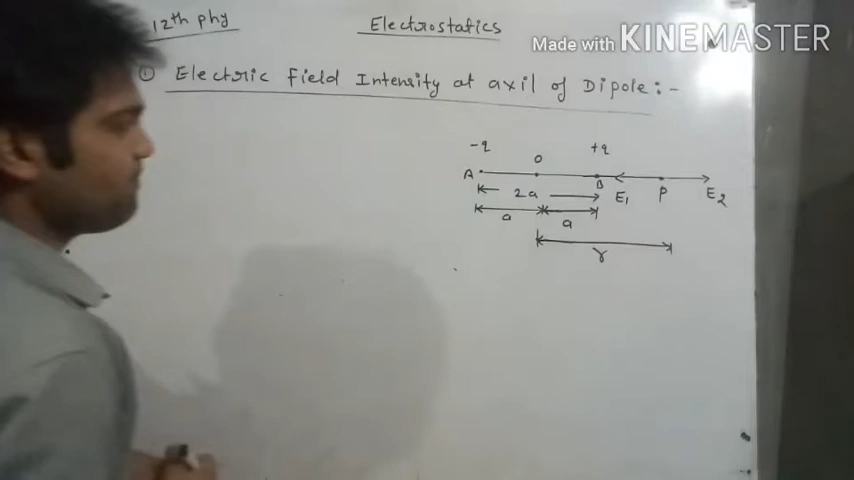 12th phy
Electrostatics
Made with KINEMASTER
① Electric Field Intensity at axil of Dipole :-
-q
O
+q
A
B
E1
P
E2
2a
a
a
r